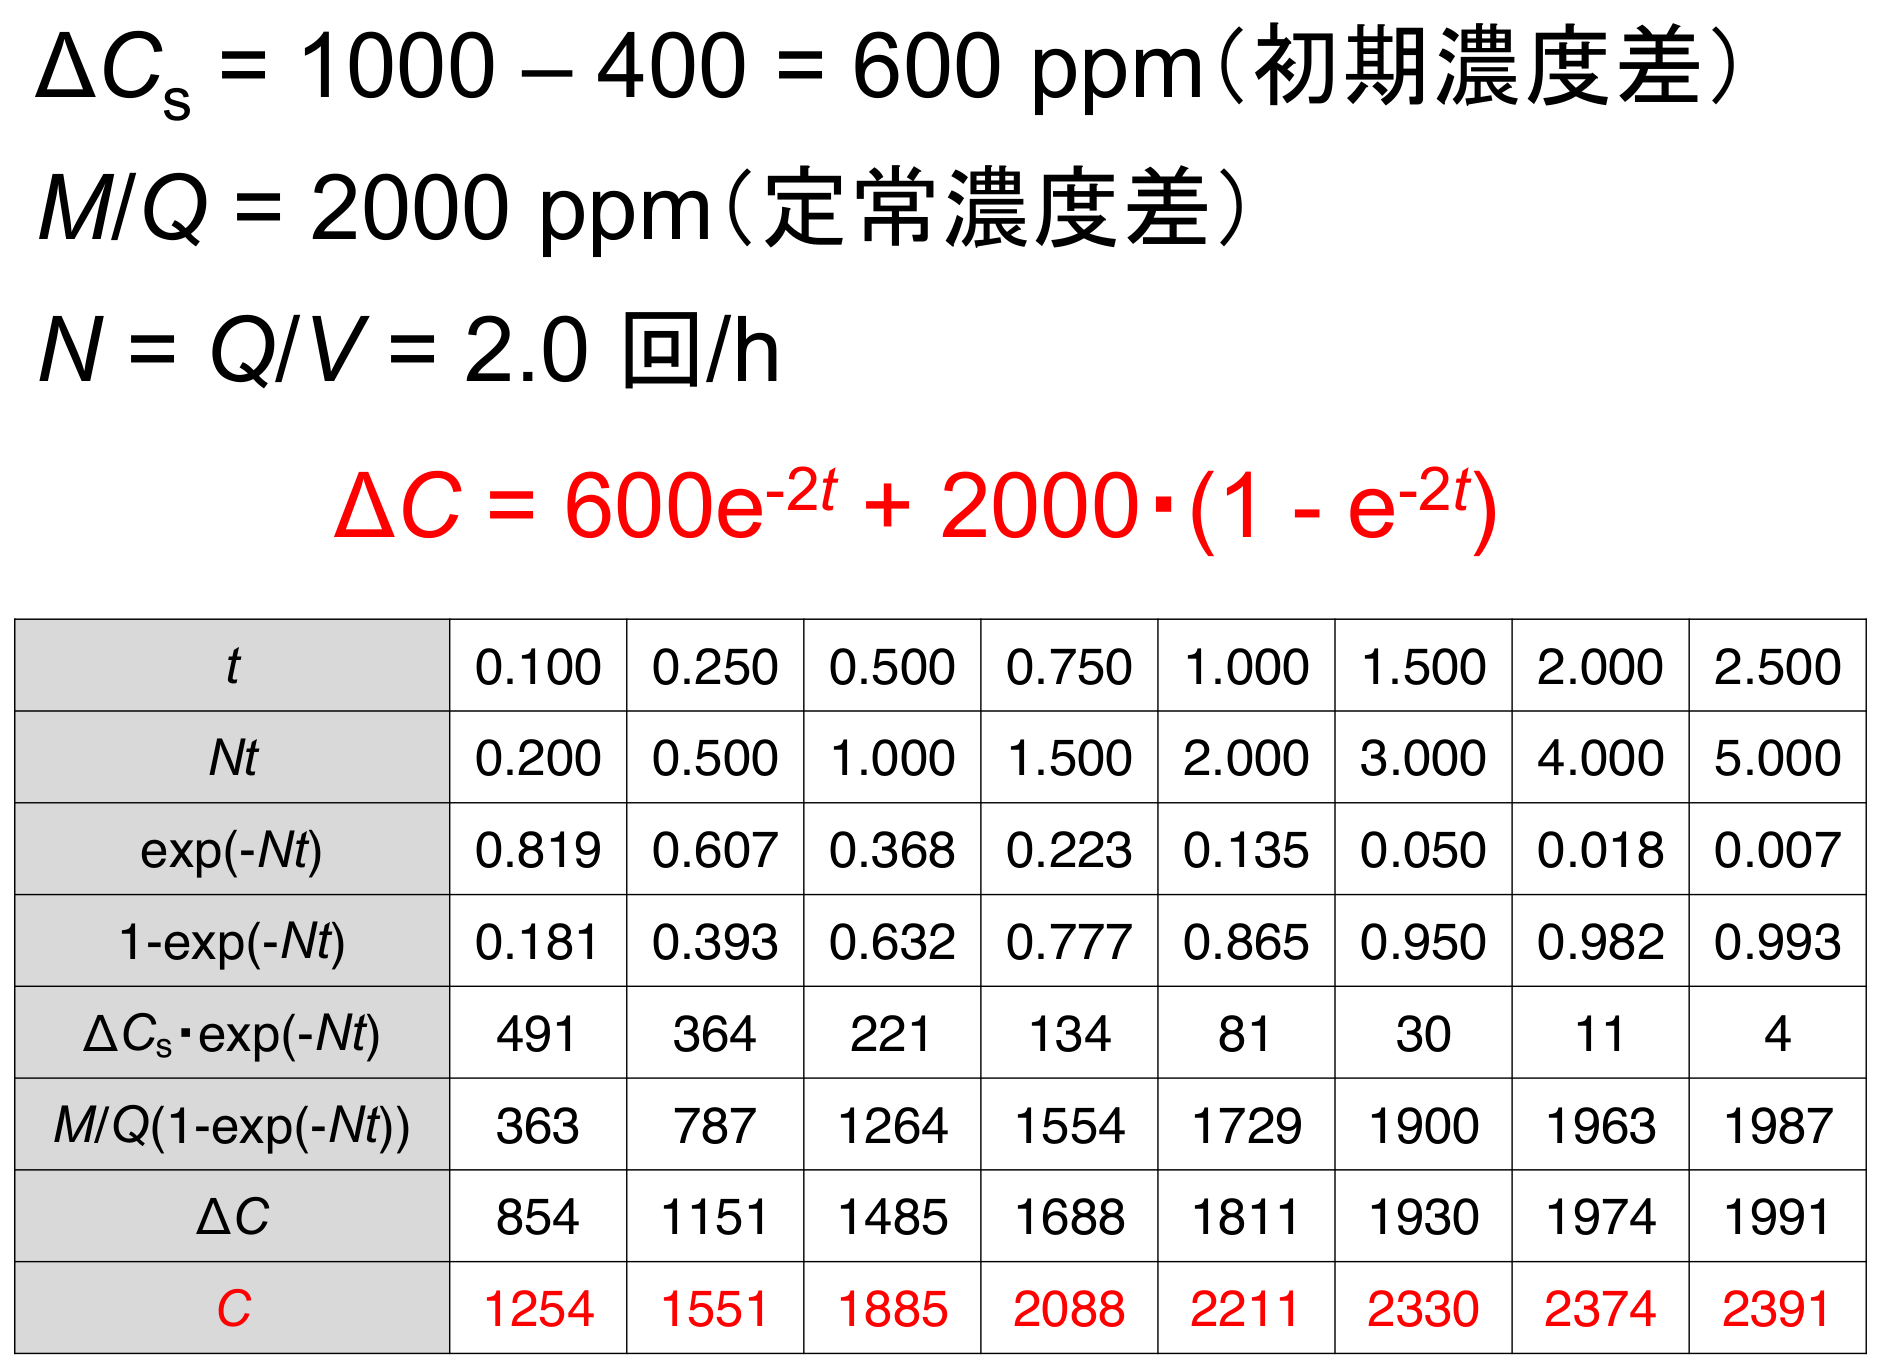 ΔCs = 1000 – 400 = 600 ppm（初期濃度差）
M/Q = 2000 ppm（定常濃度差）
N = Q/V = 2.0 回/h
ΔC = 600e-2t + 2000･(1 - e-2t)
t 0.100 0.250 0.500 0.750 1.000 1.500 2.000 2.500
Nt 0.200 0.500 1.000 1.500 2.000 3.000 4.000 5.000
exp(-Nt) 0.819 0.607 0.368 0.223 0.135 0.050 0.018 0.007
1-exp(-Nt) 0.181 0.393 0.632 0.777 0.865 0.950 0.982 0.993
ΔCs･exp(-Nt) 491 364 221 134 81 30 11 4
M/Q(1-exp(-Nt)) 363 787 1264 1554 1729 1900 1963 1987
ΔC 854 1151 1485 1688 1811 1930 1974 1991
C 1254 1551 1885 2088 2211 2330 2374 2391